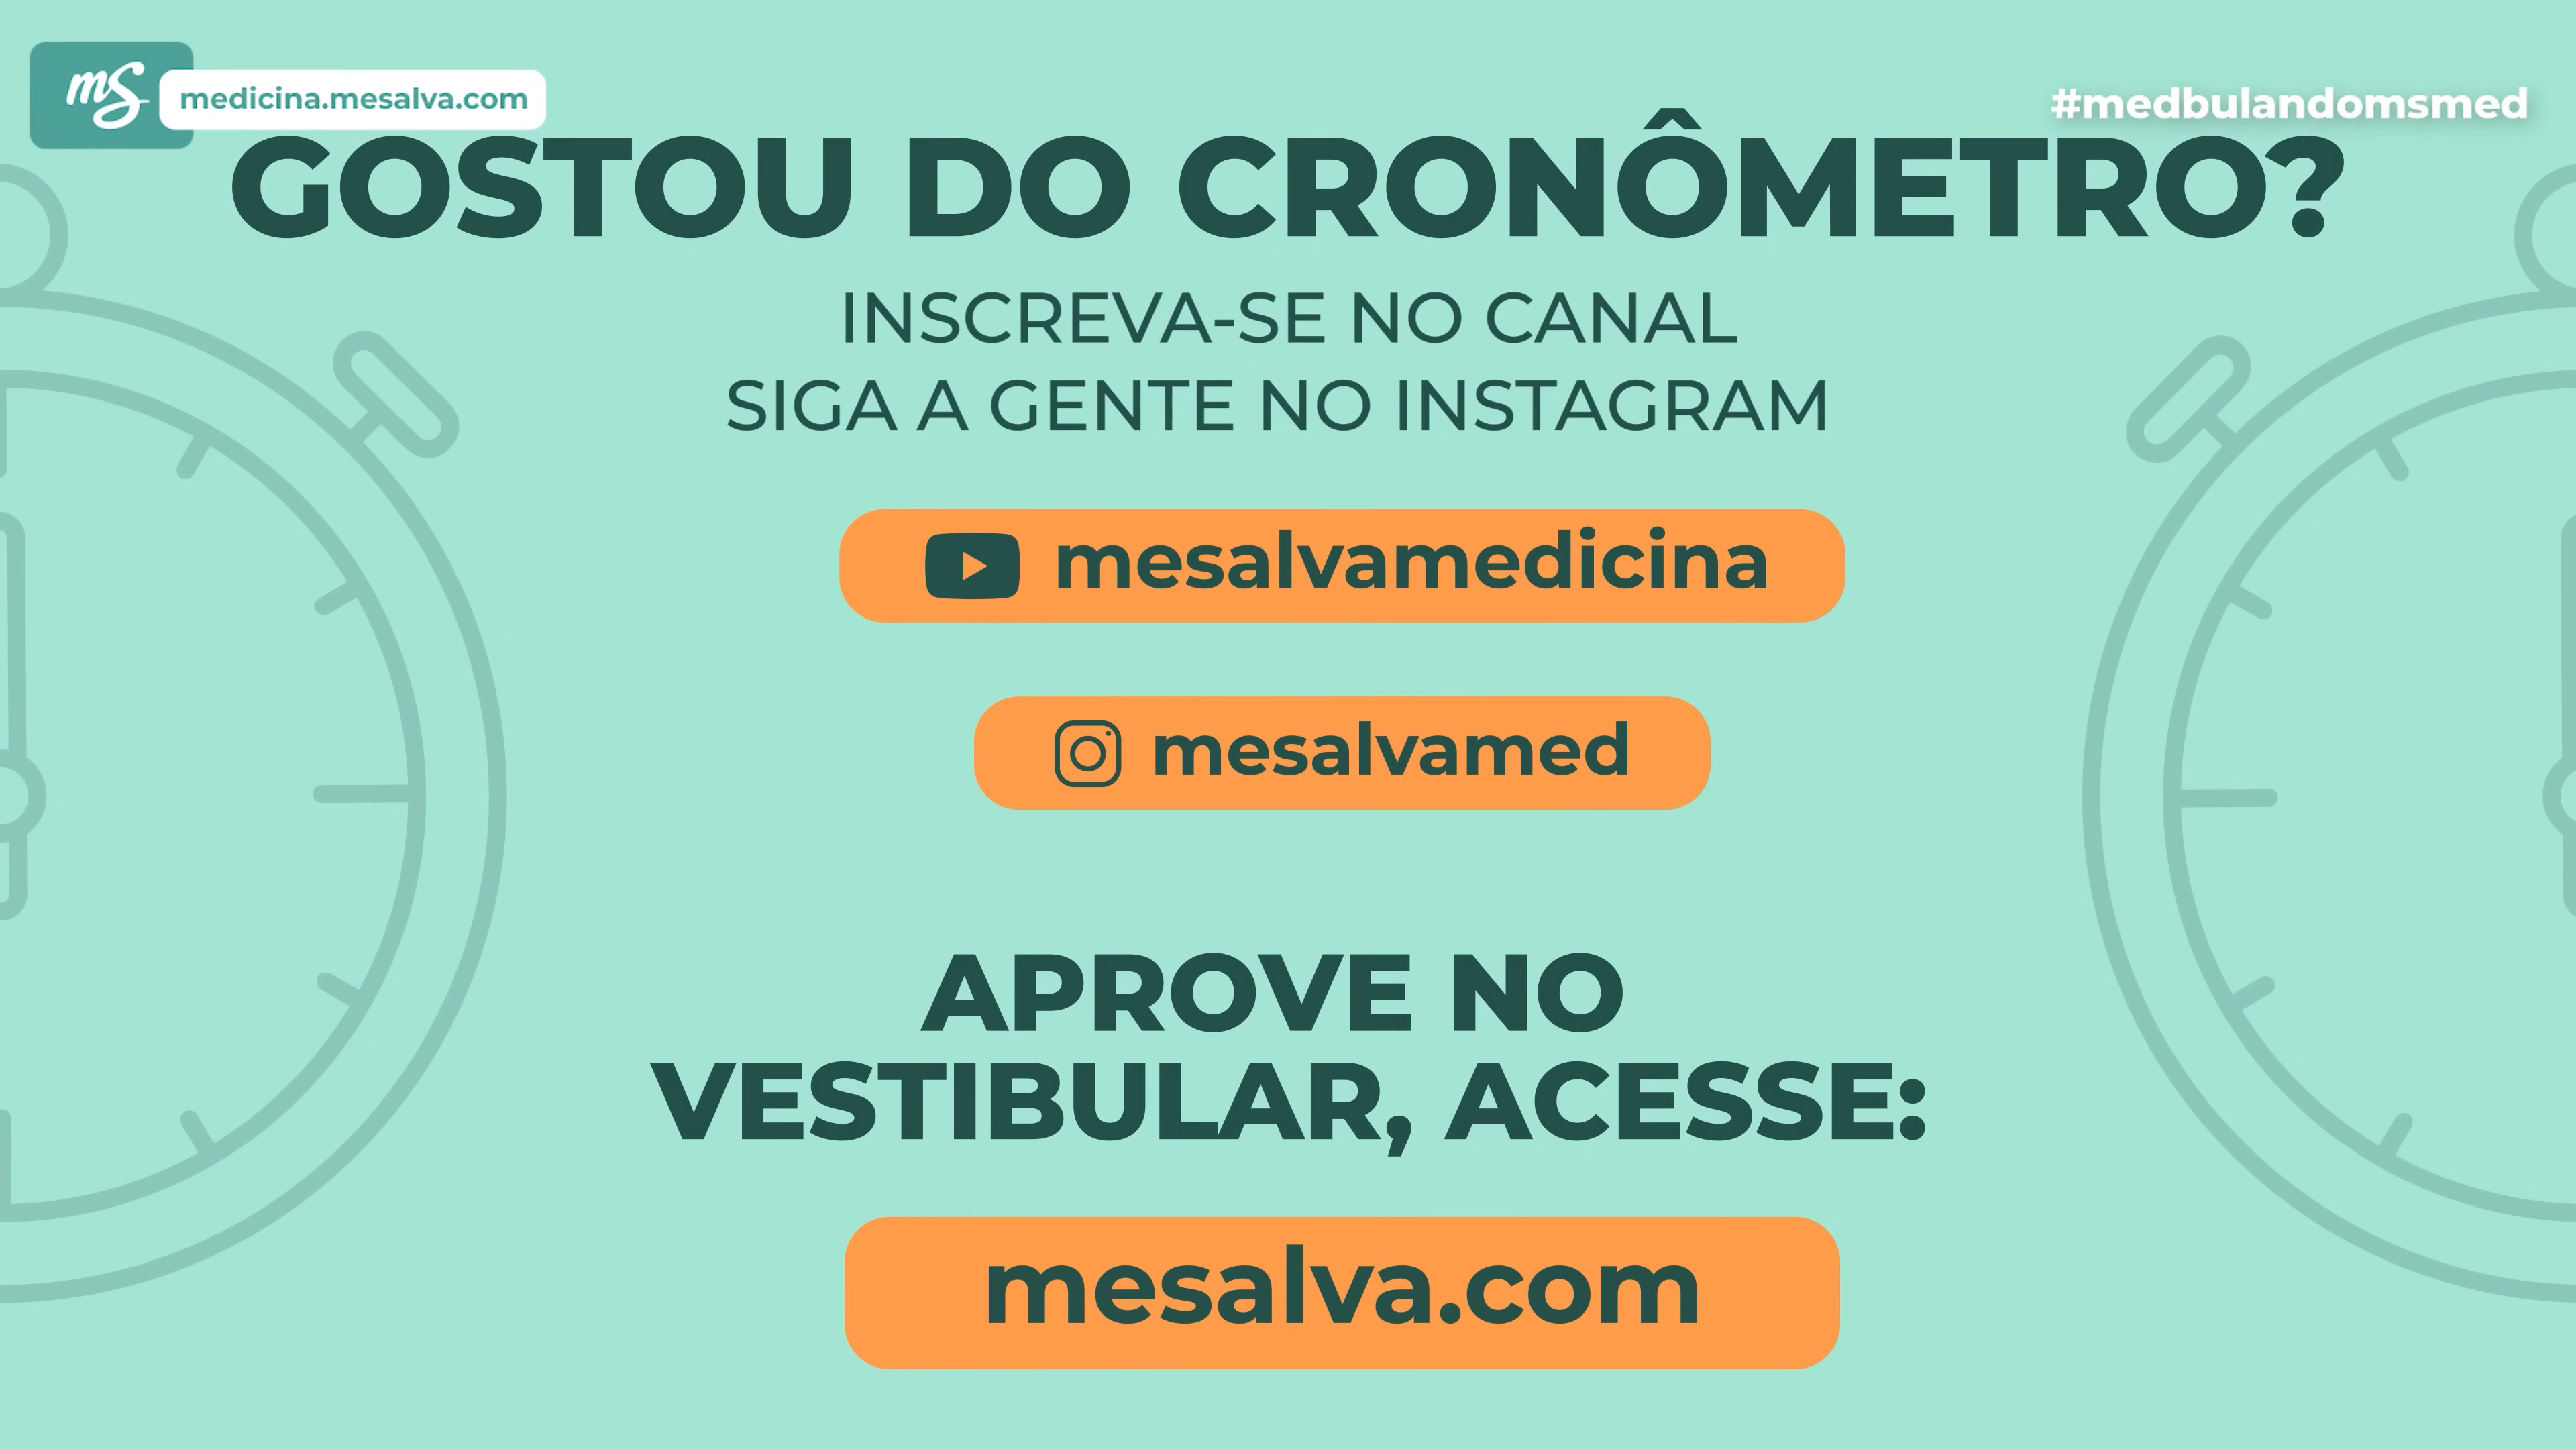 mS
medicina.mesalva.com
#medbulandomsmed
GOSTOU DO CRONÔMETRO?
INSCREVA-SE NO CANAL
SIGA A GENTE NO INSTAGRAM
mesalvamedicina
mesalvamed
APROVE NO
VESTIBULAR, ACESSE:
mesalva.com